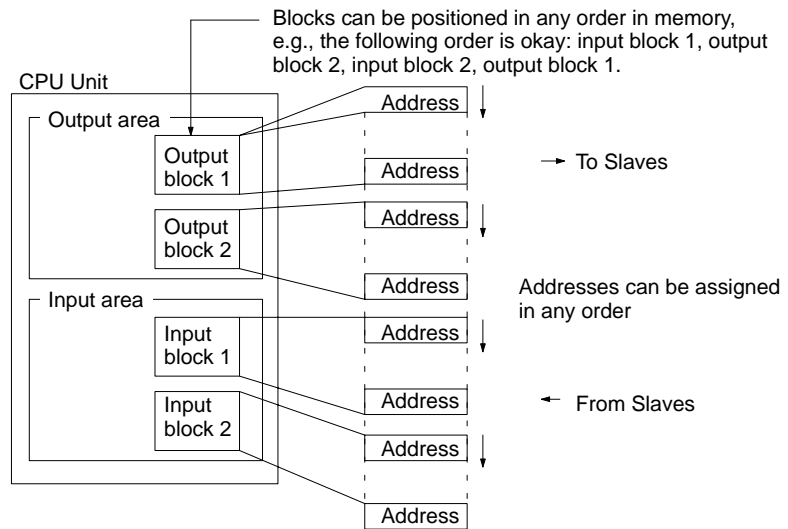 Blocks can be positioned in any order in memory,
e.g., the following order is okay: input block 1, output
block 2, input block 2, output block 1.
CPU Unit
Output area
Output
block 1
Output
block 2
Input area
Input
block 1
Input
block 2
Address
Address
Address
Address
Address
Address
Address
Address
To Slaves
Addresses can be assigned
in any order
From Slaves